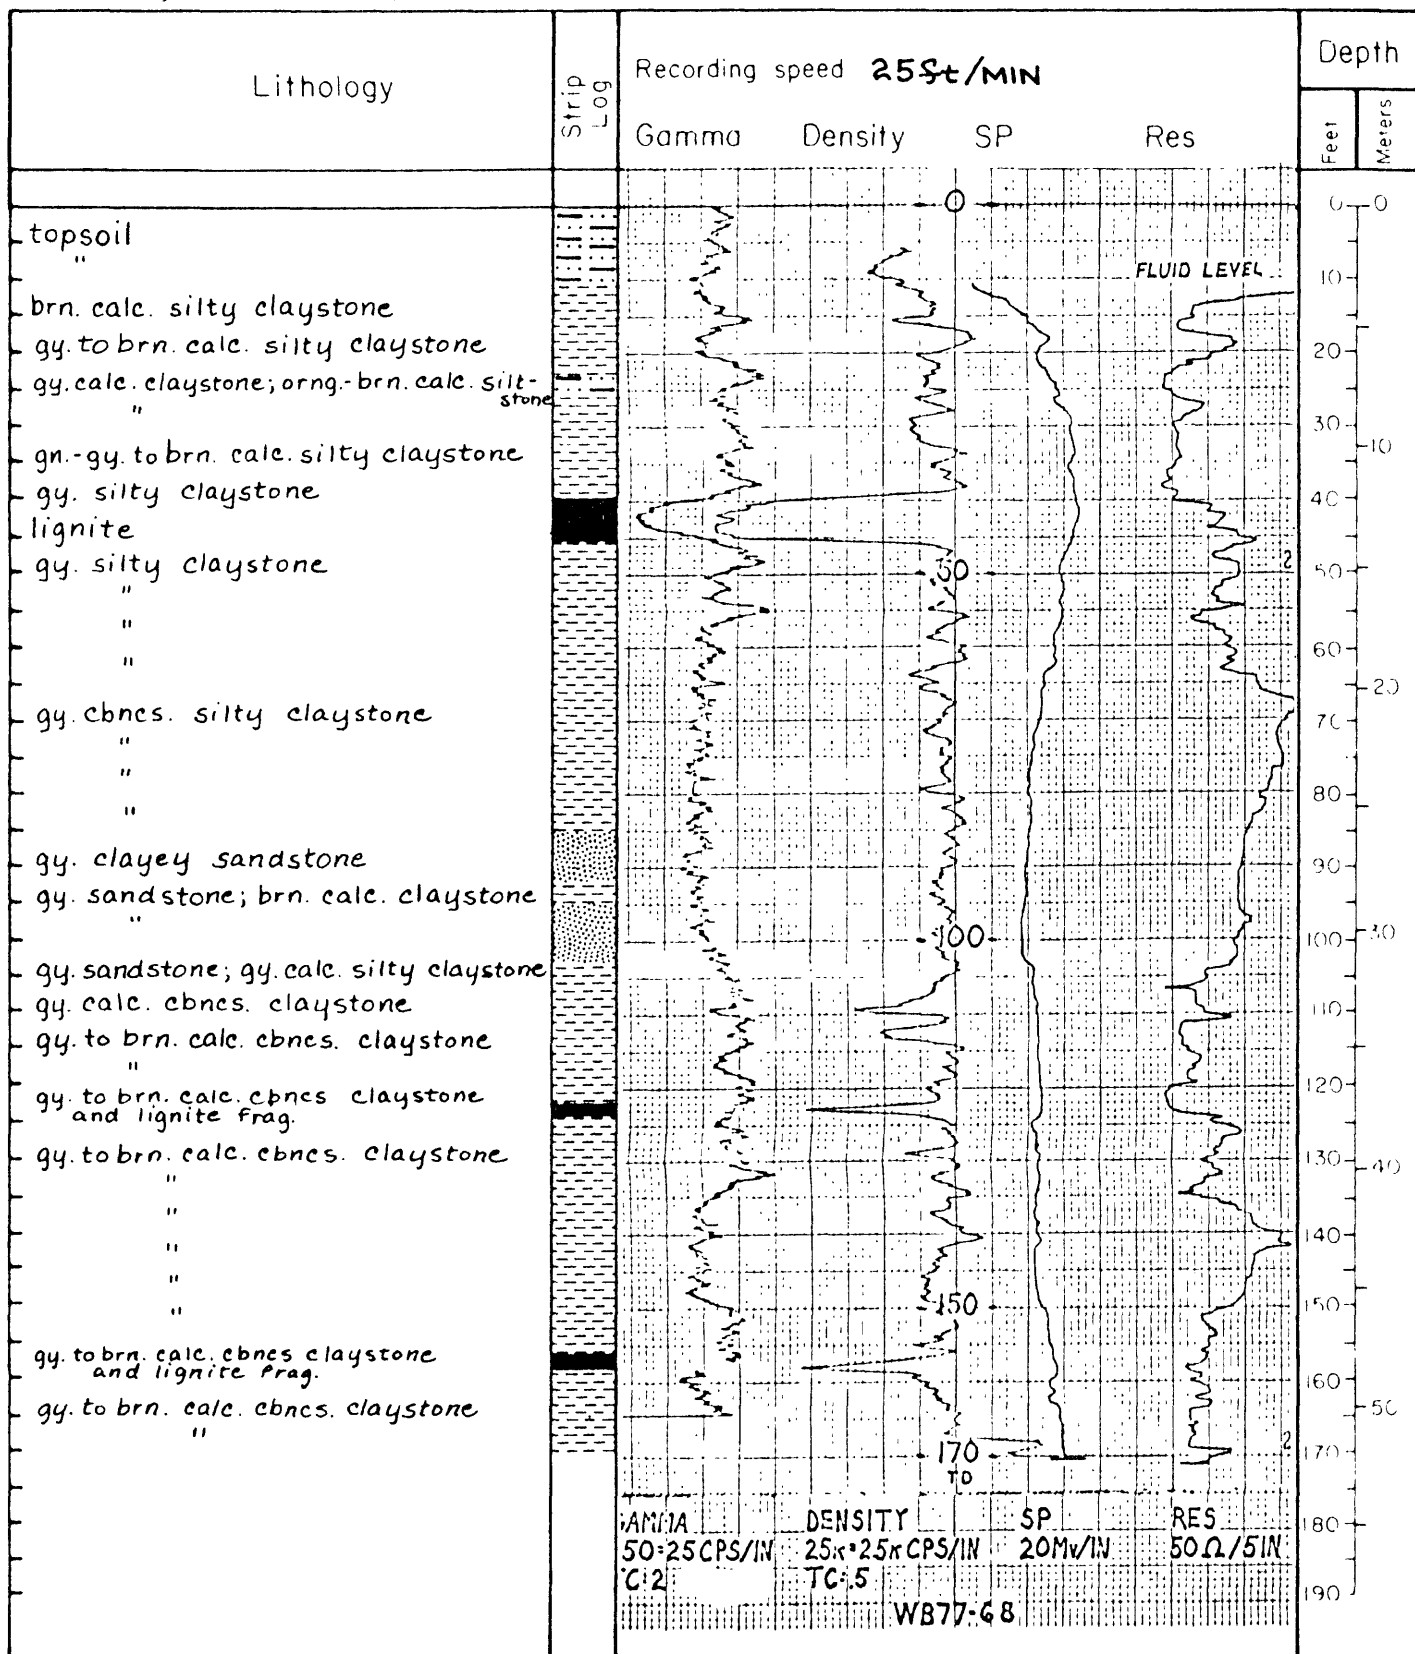 Lithology
Strip Log
Recording speed 25ft/MIN
Gamma Density SP Res
Depth
Feet
Meters
0
topsoil
"
FLUID LEVEL
brn. calc. silty claystone
gy. to brn. calc. silty claystone
gy. calc. claystone; orng.-brn. calc. silt-
stone
"
gn.-gy. to brn. calc. silty claystone
gy. silty claystone
lignite
gy. silty claystone
"
"
"
gy. cbncs. silty claystone
"
"
"
gy. clayey sandstone
gy. sandstone; brn. calc. claystone
"
gy. sandstone; gy. calc. silty claystone
gy. calc. cbncs. claystone
gy. to brn. calc. cbncs. claystone
"
gy. to brn. calc. cbncs claystone
and lignite frag.
gy. to brn. calc. cbncs. claystone
"
"
"
"
"
gy. to brn. calc. cbncs claystone
and lignite frag.
gy. to brn. calc. cbncs. claystone
"
2
100
150
2
170
TD
0
10
20
30
40
50
60
70
80
90
100
110
120
130
140
150
160
170
180
190
0
10
20
30
40
50
DENSITY SP RES
50=25CPS/IN 25K=25K CPS/IN 20Mv/IN 50Ω/5IN
TC=.5
WB77-68